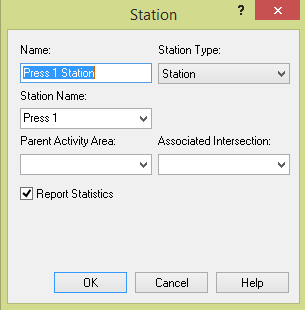 Station
? ×
Name: Station Type:
Press 1 Station Station
Station Name:
Press 1
Parent Activity Area: Associated Intersection:
Report Statistics
OK Cancel Help